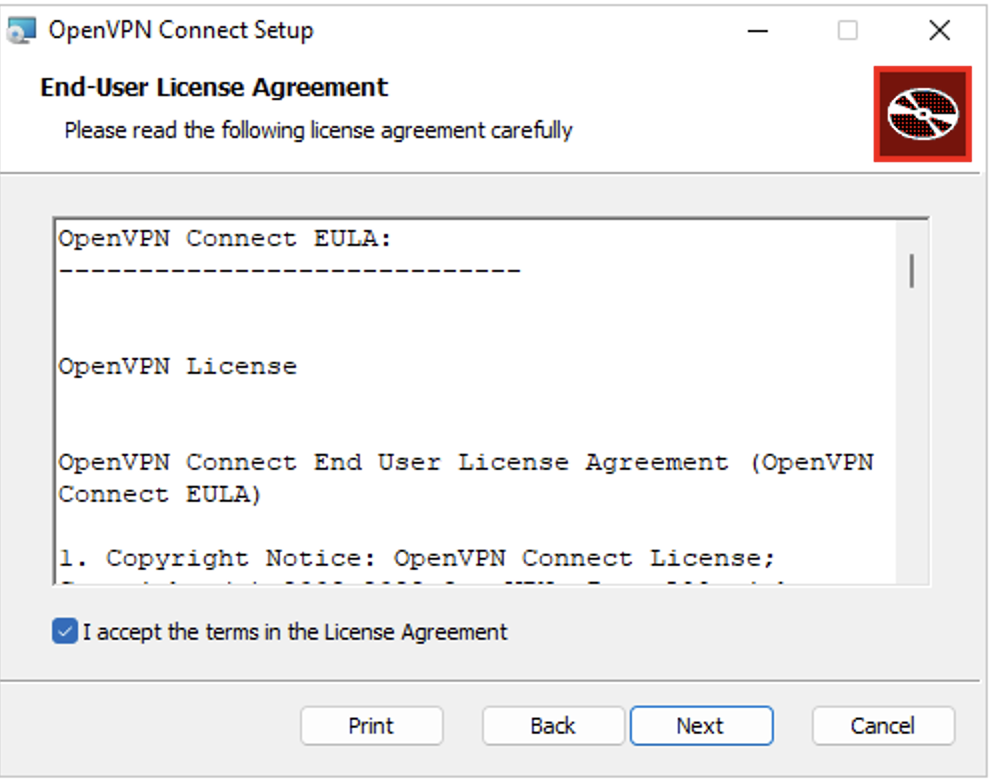 OpenVPN Connect Setup
End-User License Agreement
Please read the following license agreement carefully
OpenVPN Connect EULA:
-----------------------------
OpenVPN License
OpenVPN Connect End User License Agreement (OpenVPN
Connect EULA)
1. Copyright Notice: OpenVPN Connect License;
I accept the terms in the License Agreement
Print
Back
Next
Cancel